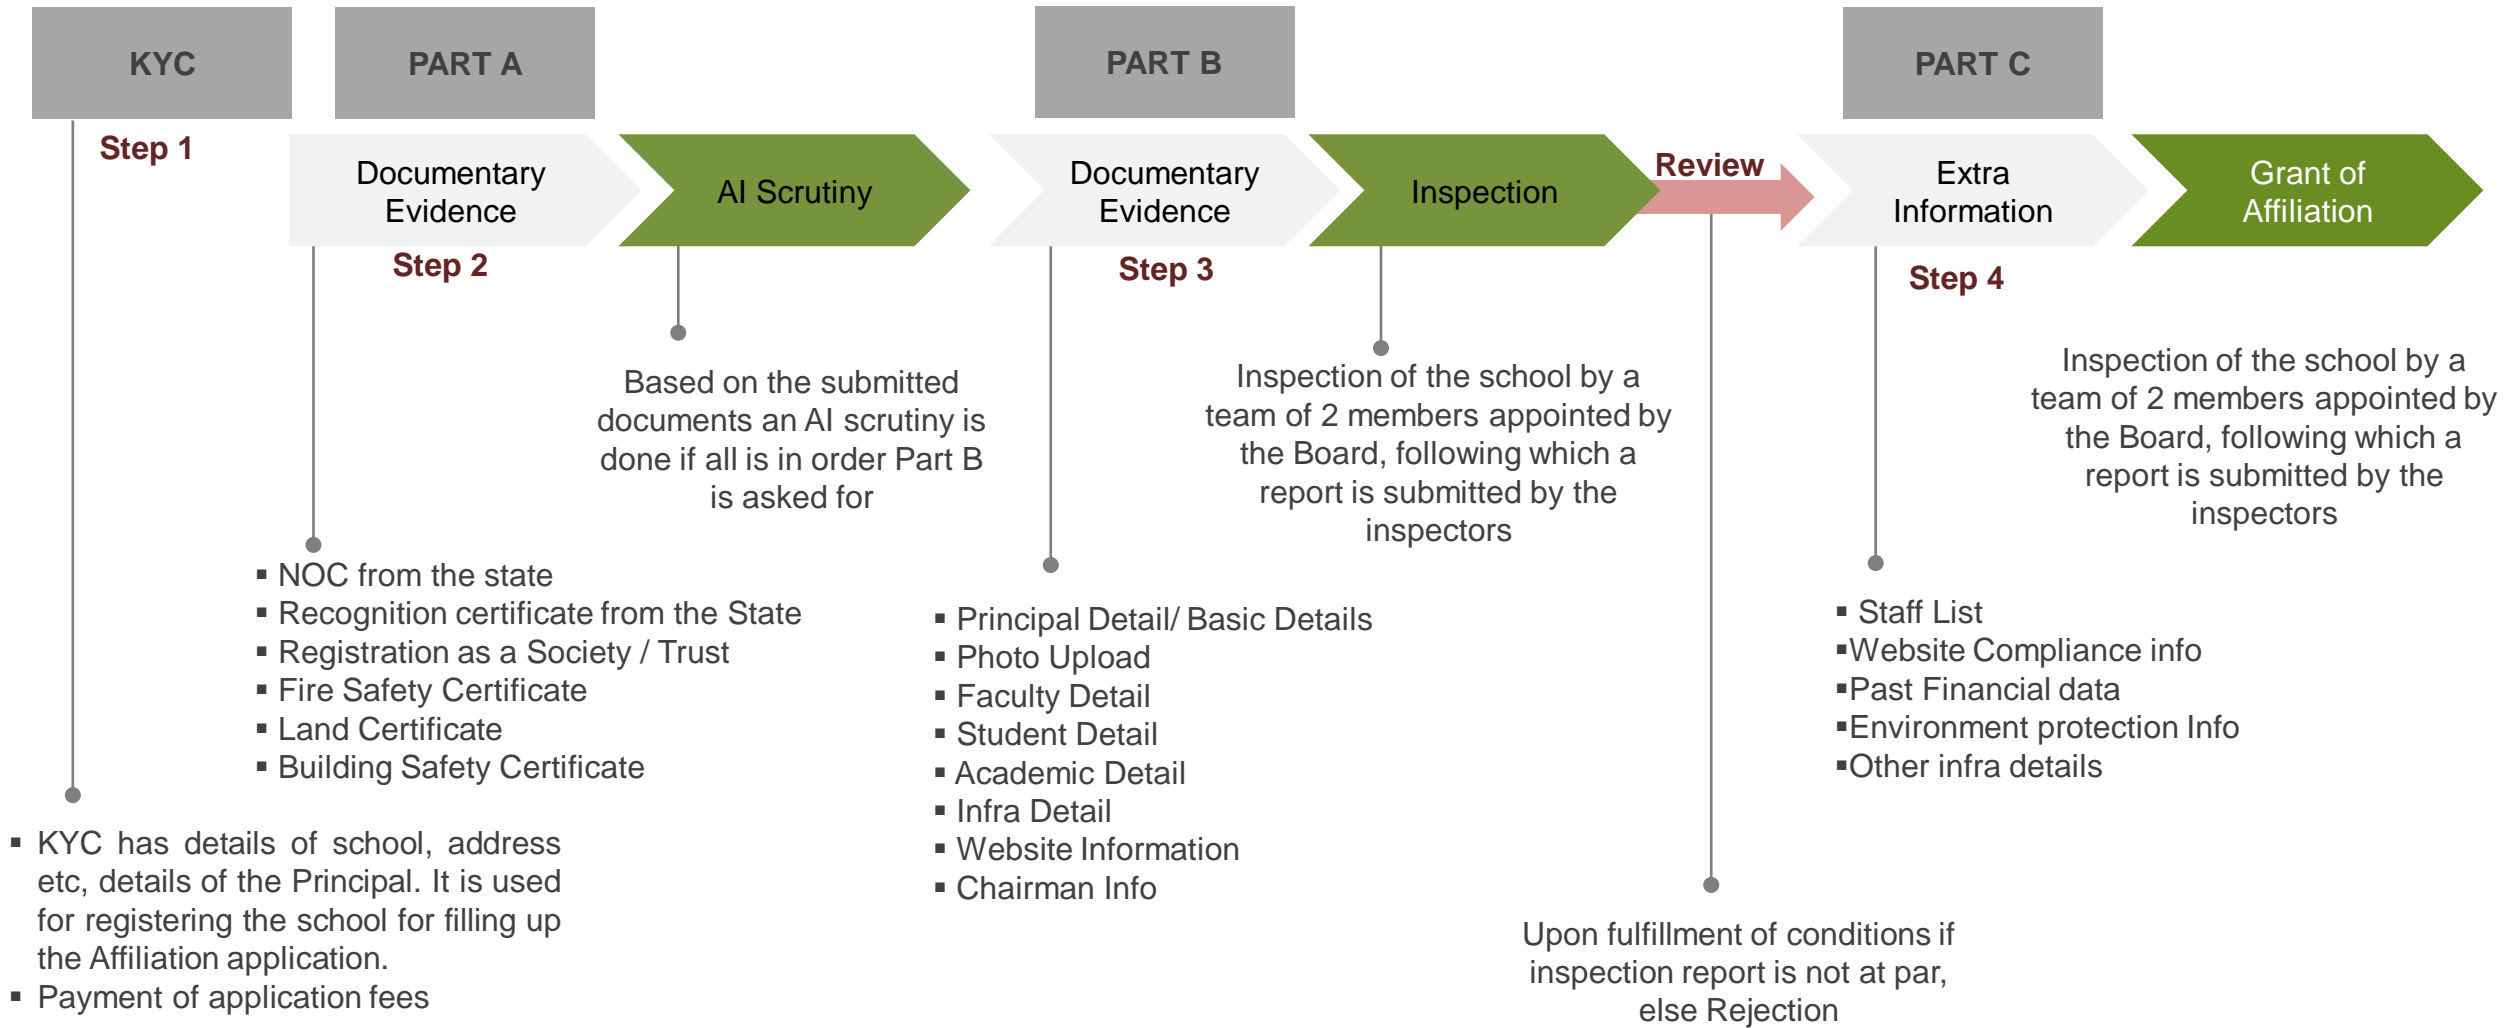 KYC
PART A
PART B
PART C
Step 1
Documentary
Evidence
Step 2
AI Scrutiny
Documentary
Evidence
Step 3
Inspection
Review
Extra
Information
Step 4
Grant of
Affiliation
▪ KYC has details of school, address
etc, details of the Principal. It is used
for registering the school for filling up
the Affiliation application.
▪ Payment of application fees
▪ NOC from the state
▪ Recognition certificate from the State
▪ Registration as a Society / Trust
▪ Fire Safety Certificate
▪ Land Certificate
▪ Building Safety Certificate
Based on the submitted
documents an AI scrutiny is
done if all is in order Part B
is asked for
▪ Principal Detail/ Basic Details
▪ Photo Upload
▪ Faculty Detail
▪ Student Detail
▪ Academic Detail
▪ Infra Detail
▪ Website Information
▪ Chairman Info
Inspection of the school by a
team of 2 members appointed by
the Board, following which a
report is submitted by the
inspectors
Upon fulfillment of conditions if
inspection report is not at par,
else Rejection
▪ Staff List
▪Website Compliance info
▪Past Financial data
▪Environment protection Info
▪Other infra details
Inspection of the school by a
team of 2 members appointed by
the Board, following which a
report is submitted by the
inspectors